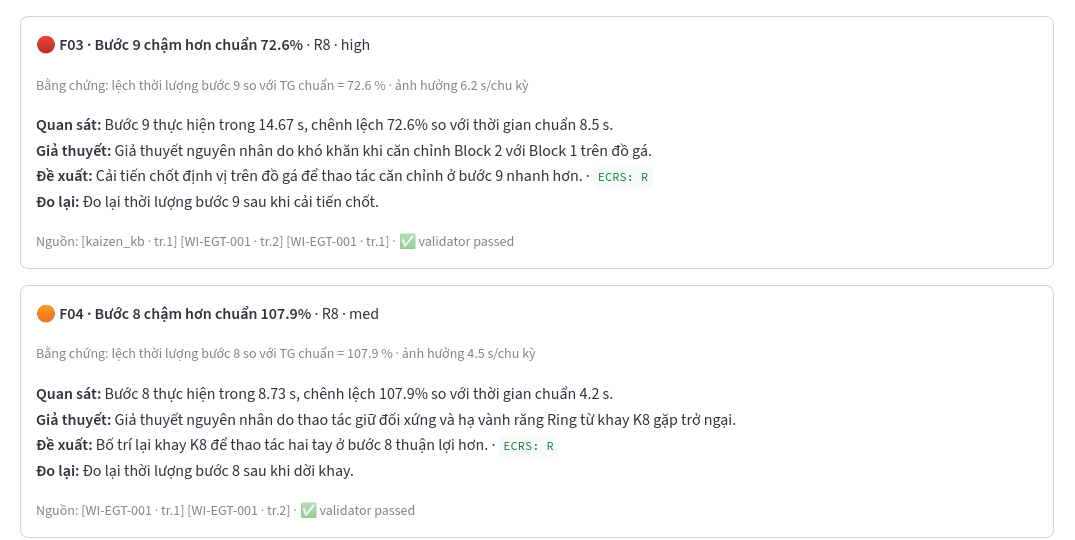 F03 · Bước 9 chậm hơn chuẩn 72.6% · R8 · high
Bằng chứng: lệch thời lượng bước 9 so với TG chuẩn = 72.6 % · ảnh hưởng 6.2 s/chu kỳ
Quan sát: Bước 9 thực hiện trong 14.67 s, chênh lệch 72.6% so với thời gian chuẩn 8.5 s.
Giả thuyết: Giả thuyết nguyên nhân do khó khăn khi căn chỉnh Block 2 với Block 1 trên đồ gá.
Đề xuất: Cải tiến chốt định vị trên đồ gá để thao tác căn chỉnh ở bước 9 nhanh hơn. · ECRS: R
Đo lại: Đo lại thời lượng bước 9 sau khi cải tiến chốt.
Nguồn: [kaizen_kb · tr.1] [WI-EGT-001 · tr.2] [WI-EGT-001 · tr.1] · ✅ validator passed
F04 · Bước 8 chậm hơn chuẩn 107.9% · R8 · med
Bằng chứng: lệch thời lượng bước 8 so với TG chuẩn = 107.9 % · ảnh hưởng 4.5 s/chu kỳ
Quan sát: Bước 8 thực hiện trong 8.73 s, chênh lệch 107.9% so với thời gian chuẩn 4.2 s.
Giả thuyết: Giả thuyết nguyên nhân do thao tác giữ đối xứng và hạ vành răng Ring từ khay K8 gặp trở ngại.
Đề xuất: Bố trí lại khay K8 để thao tác hai tay ở bước 8 thuận lợi hơn. · ECRS: R
Đo lại: Đo lại thời lượng bước 8 sau khi dời khay.
Nguồn: [WI-EGT-001 · tr.1] [WI-EGT-001 · tr.2] · ✅ validator passed